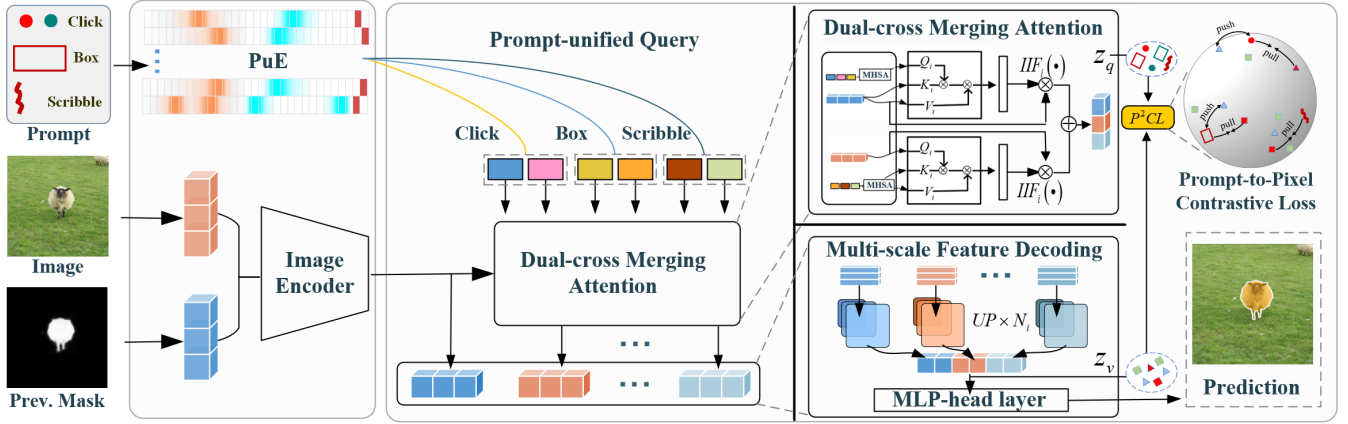 Click
Box
Scribble
Prompt
Image
Prev. Mask
PuE
Image
Encoder
Prompt-unified Query
Click Box Scribble
Dual-cross Merging
Attention
Dual-cross Merging Attention
MHSA
Q_i
K_i
V_i
IIF_i(•)
Q_i
K_i
V_i
MHSA
IIF_i(•)
Multi-scale Feature Decoding
UP × N_i
MLP-head layer
z_q
P²CL
z_v
push
pull
push
pull
pull
Prompt-to-Pixel
Contrastive Loss
Prediction